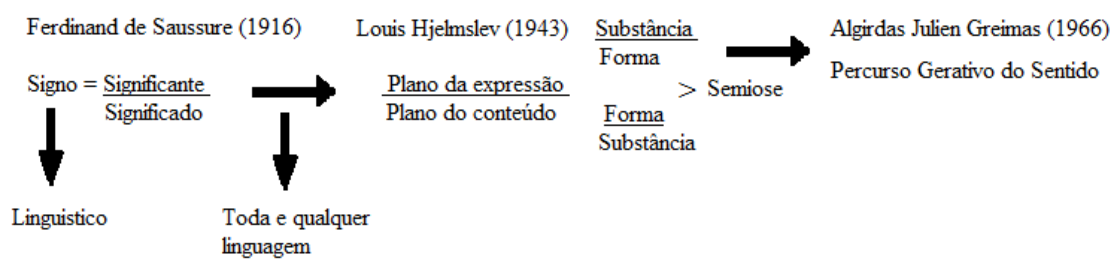 Ferdinand de Saussure (1916)
Signo = Significante
Significado
Linguistico
Toda e qualquer
linguagem
Louis Hjelmslev (1943)
Plano da expressão
Plano do conteúdo
Substância
Forma
> Semiose
Forma
Substância
Algirdas Julien Greimas (1966)
Percurso Gerativo do Sentido